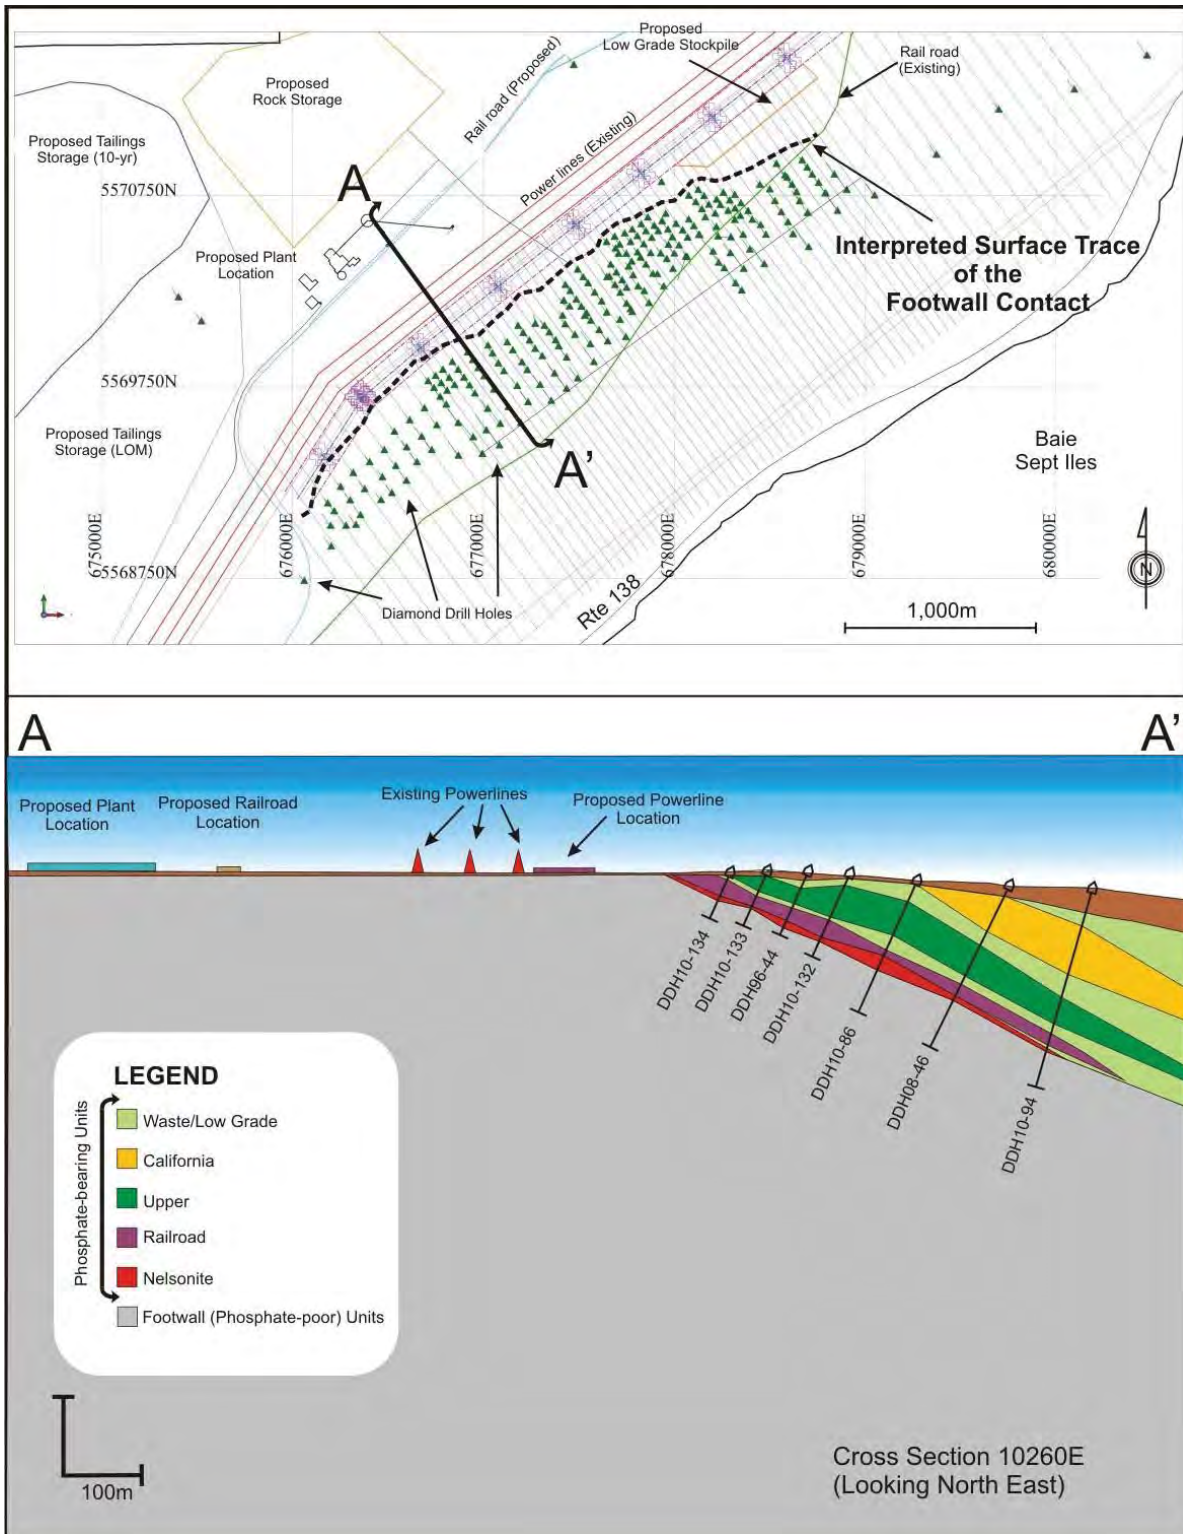 Proposed
Low Grade Stockpile
Rail road
(Existing)
Proposed
Rock Storage
Rail road (Proposed)
Power lines (Existing)
Proposed Tailings
Storage (10-yr)
5570750N
A
Proposed Plant
Location
Interpreted Surface Trace
of the
Footwall Contact
5569750N
Proposed Tailings
Storage (LOM)
A'
Baie
Sept Iles
675000E
676000E
677000E
678000E
679000E
680000E
5568750N
Diamond Drill Holes
Rte 138
1,000m
N
A
A'
Proposed Plant
Location
Proposed Railroad
Location
Existing Powerlines
Proposed Powerline
Location
DDH10-134
DDH10-133
DDH96-44
DDH10-132
DDH10-86
DDH08-46
DDH10-94
LEGEND
Phosphate-bearing Units
Waste/Low Grade
California
Upper
Railroad
Nelsonite
Footwall (Phosphate-poor) Units
100m
Cross Section 10260E
(Looking North East)